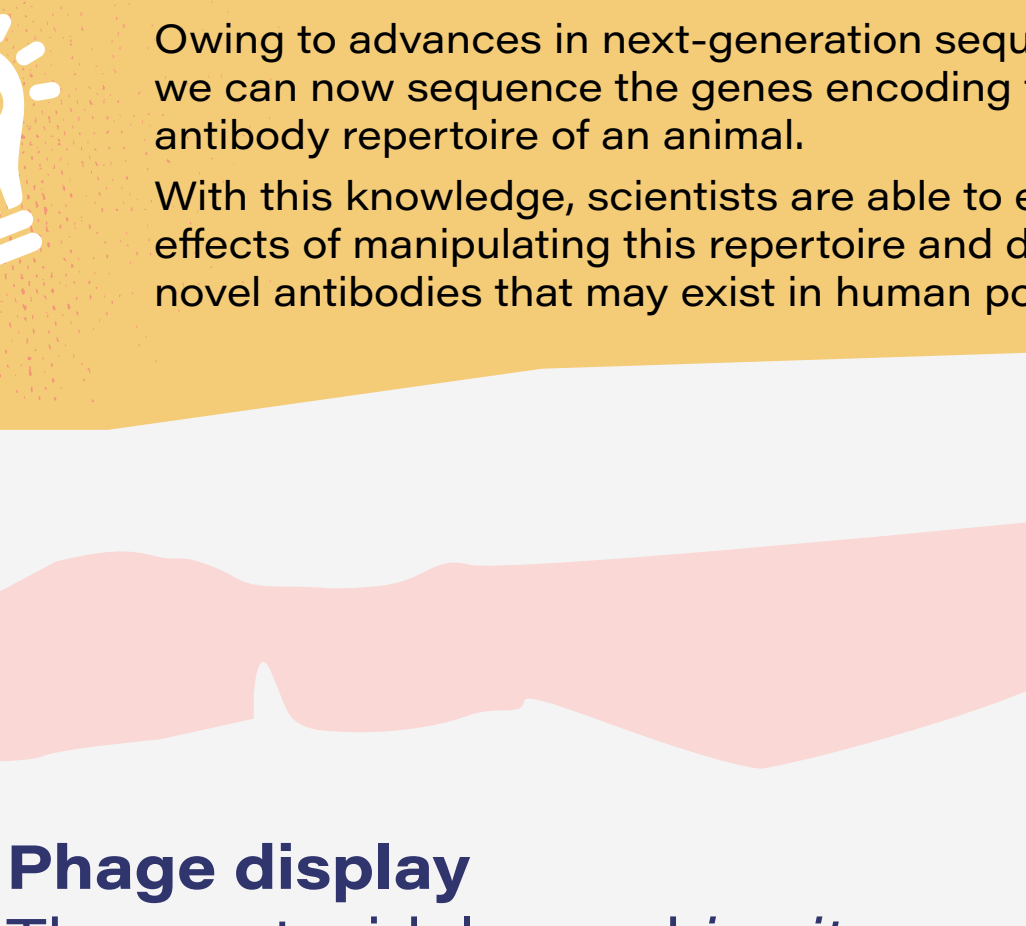 Owing to advances in next-generation sequ
we can now sequence the genes encoding
antibody repertoire of an animal.
With this knowledge, scientists are able to e
effects of manipulating this repertoire and d
novel antibodies that may exist in human po
Phage display